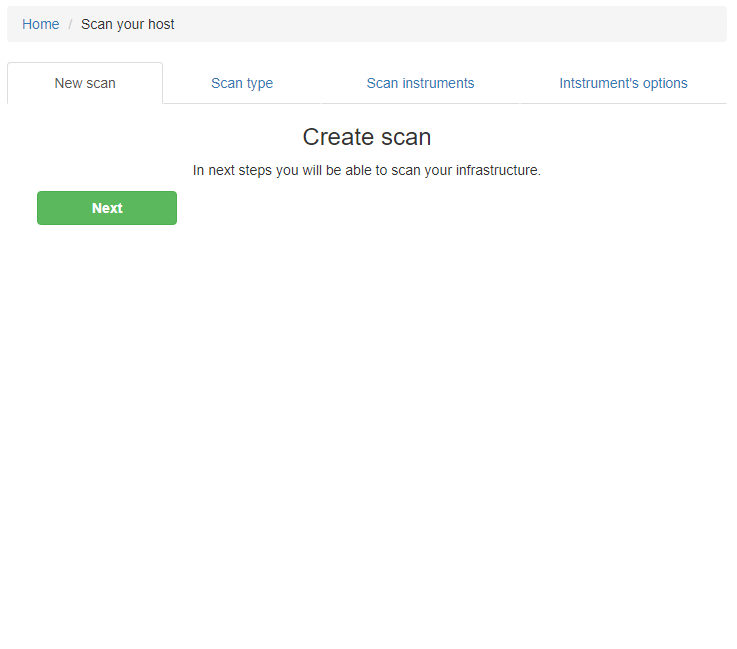 Home / Scan your host
New scan Scan type Scan instruments Intstrument's options
Create scan
In next steps you will be able to scan your infrastructure.
Next